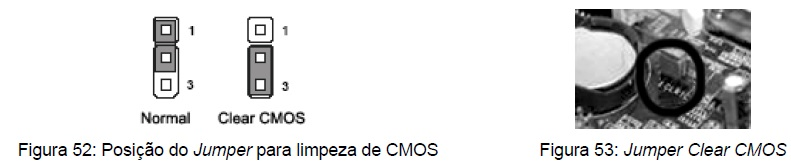 1
3
Normal
1
3
Clear CMOS
Figura 52: Posição do Jumper para limpeza de CMOS
Figura 53: Jumper Clear CMOS